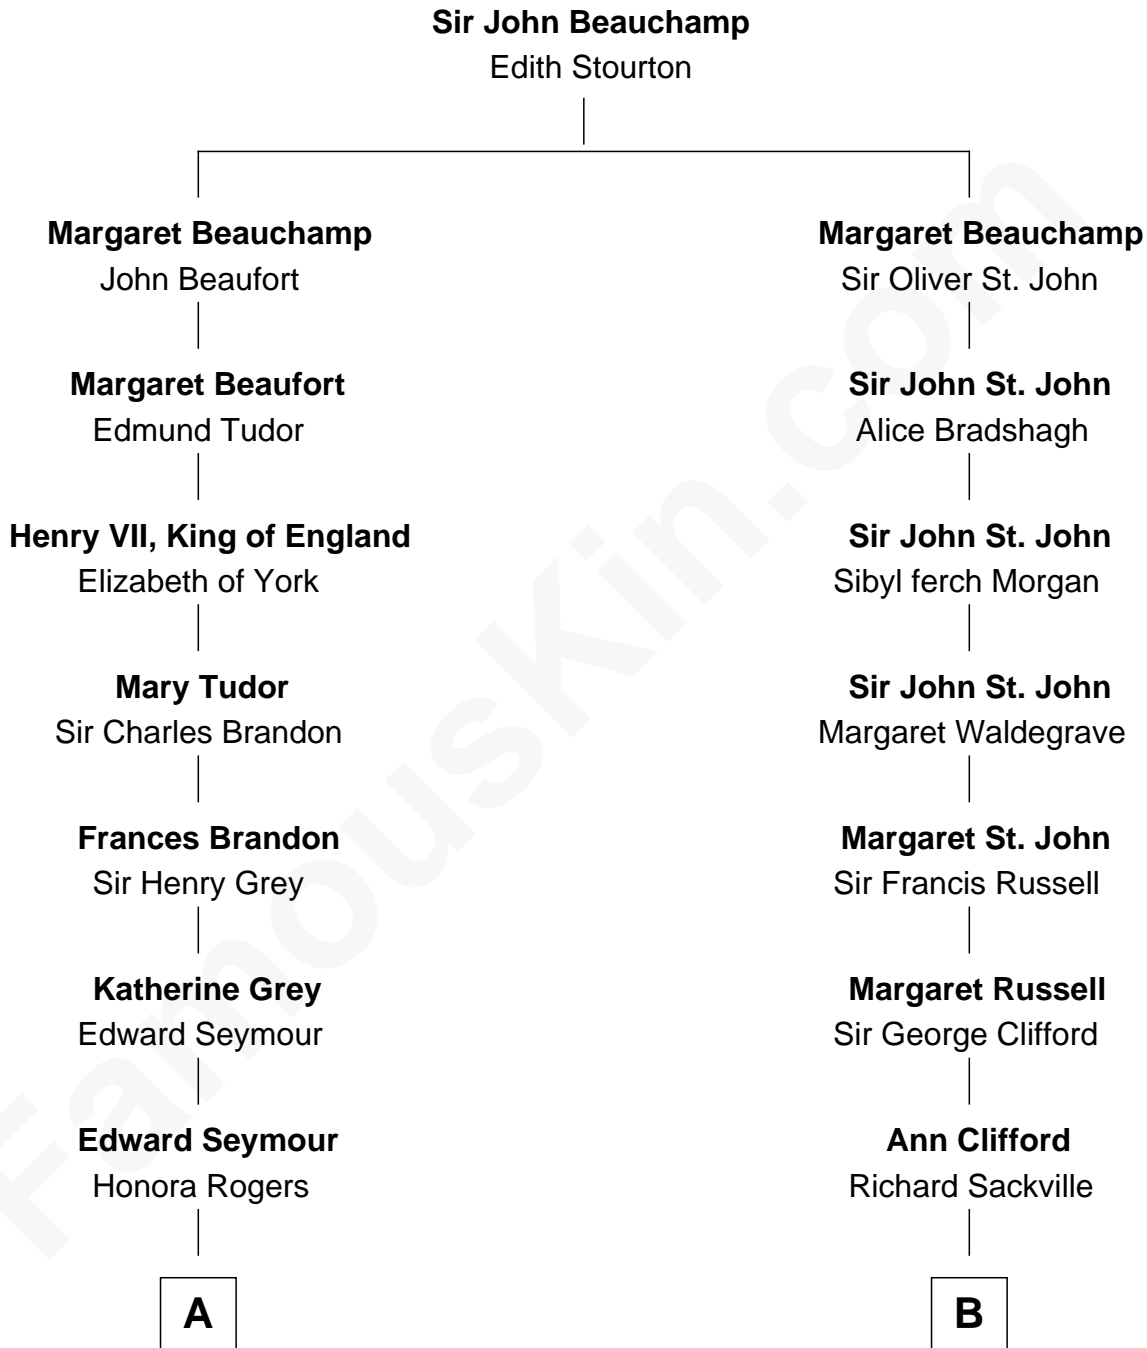 Sir John Beauchamp
Edith Stourton
Margaret Beauchamp
John Beaufort
Margaret Beauchamp
Sir Oliver St. John
Margaret Beaufort
Edmund Tudor
Sir John St. John
Alice Bradshagh
Henry VII, King of England
Elizabeth of York
Sir John St. John
Sibyl ferch Morgan
Mary Tudor
Sir Charles Brandon
Sir John St. John
Margaret Waldegrave
Frances Brandon
Sir Henry Grey
Margaret St. John
Sir Francis Russell
Katherine Grey
Edward Seymour
Margaret Russell
Sir George Clifford
Edward Seymour
Honora Rogers
Ann Clifford
Richard Sackville
A
B
FamousKin.com